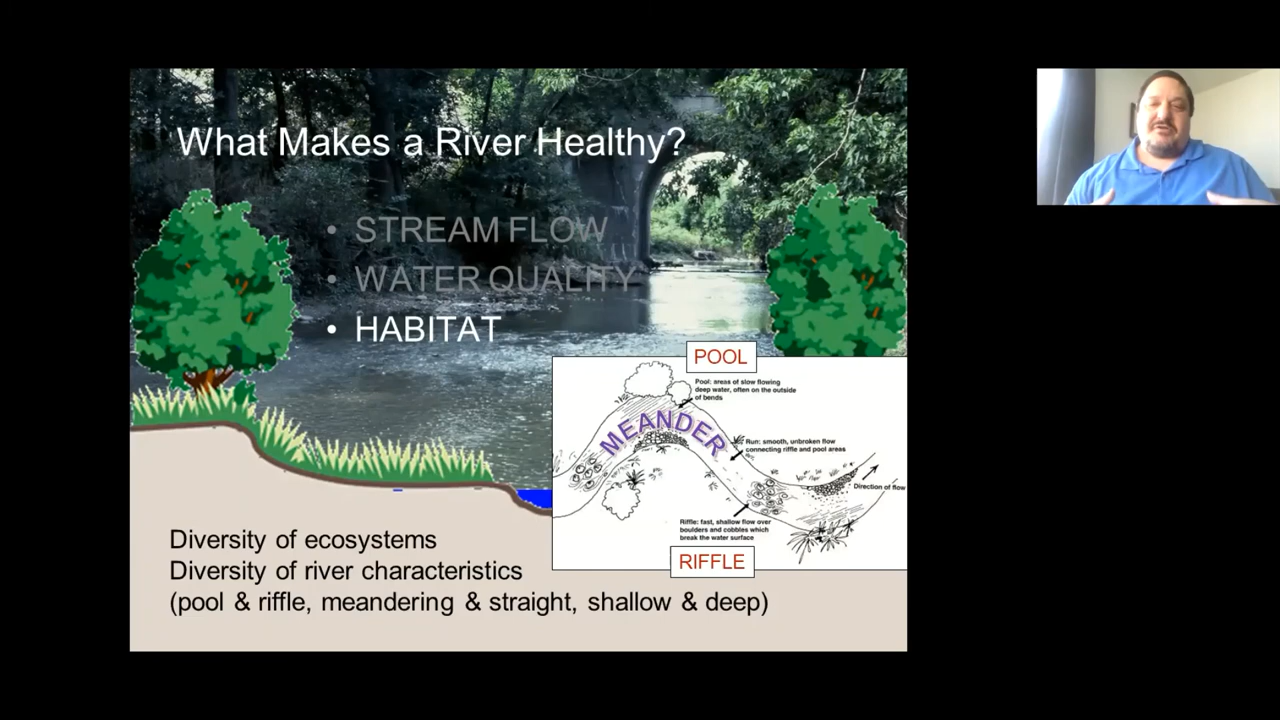 What Makes a River Healthy?
• STREAM FLOW
• WATER QUALITY
• HABITAT
POOL
Pool: areas of slow flowing
deep water, often on the outside
of bends
MEANDER
Run: smooth, unbroken flow
connecting riffle and pool areas
Direction of flow
Riffle: fast, shallow flow over
boulders and cobbles which
break the water surface
RIFFLE
Diversity of ecosystems
Diversity of river characteristics
(pool & riffle, meandering & straight, shallow & deep)